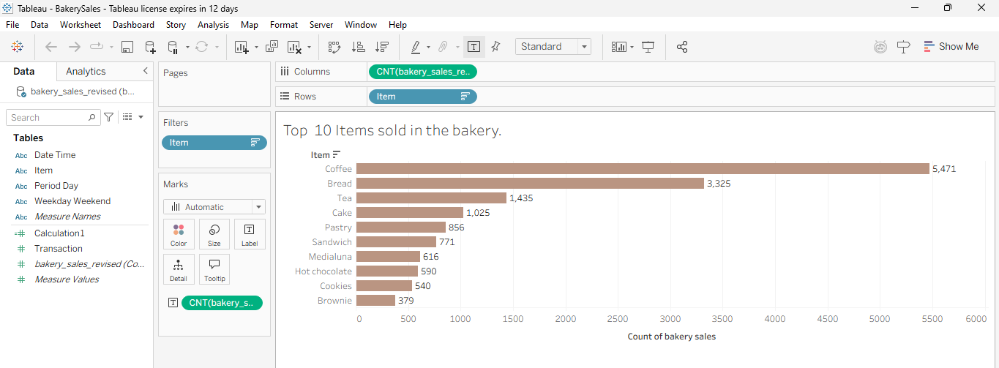 Tableau - BakerySales - Tableau license expires in 12 days
File Data Worksheet Dashboard Story Analysis Map Format Server Window Help
Standard
Show Me
Data Analytics
bakery_sales_revised (b...
Search
Tables
Abc Date Time
Abc Item
Abc Period Day
Abc Weekday Weekend
Abc Measure Names
=# Calculation1
# Transaction
# bakery_sales_revised (Co...
# Measure Values
Pages
Filters
Item
Marks
Automatic
Color Size T Label
Detail Tooltip
T CNT(bakery_s..
Columns CNT(bakery_sales_re..
Rows Item
Top  10 Items sold in the bakery.
Item
Coffee 5,471
Bread 3,325
Tea 1,435
Cake 1,025
Pastry 856
Sandwich 771
Medialuna 616
Hot chocolate 590
Cookies 540
Brownie 379
0 500 1000 1500 2000 2500 3000 3500 4000 4500 5000 5500 6000
Count of bakery sales